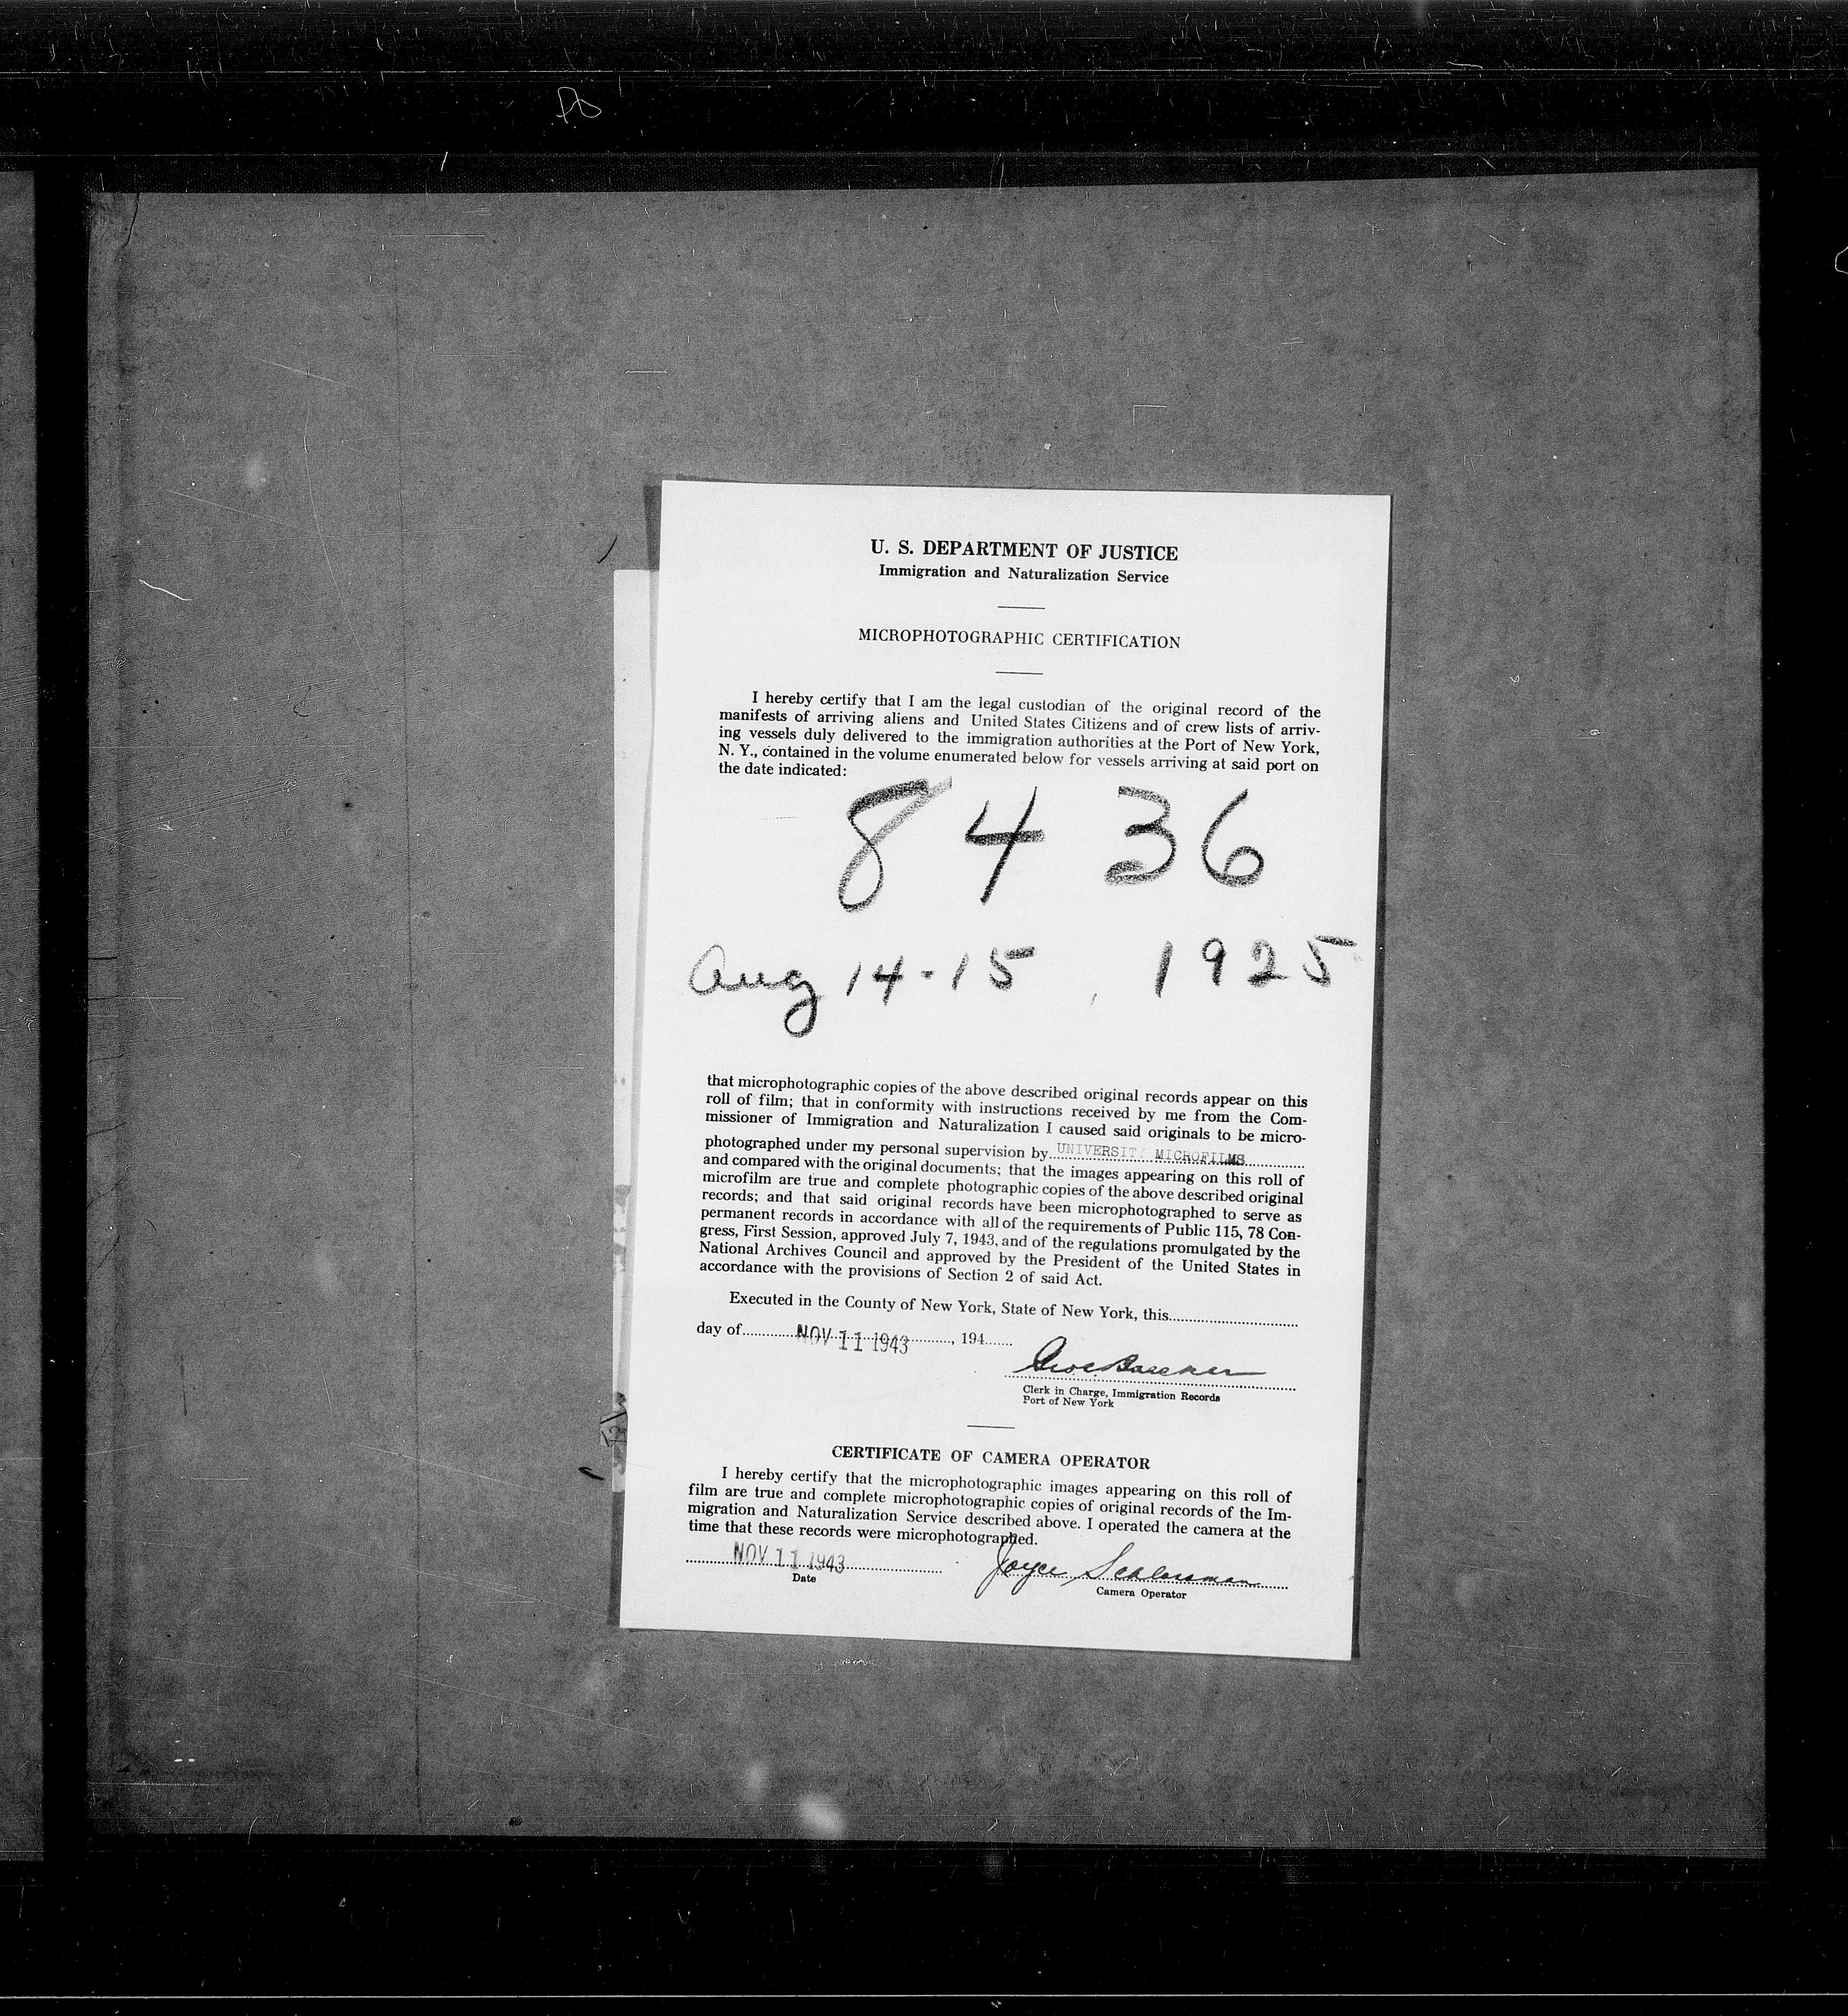 U. S. DEPARTMENT OF JUSTICE
Immigration and Naturalization Service
MICROPHOTOGRAPHIC CERTIFICATION
I hereby certify that I am the legal custodian of the original record of the
manifests of arriving aliens and United States Citizens and of crew lists of arriv-
ing vessels duly delivered to the immigration authorities at the Port of New York,
N. Y., contained in the volume enumerated below for vessels arriving at said port on
the date indicated:
8436
Aug 14-15, 1925
that microphotographic copies of the above described original records appear on this
roll of film; that in conformity with instructions received by me from the Com-
missioner of Immigration and Naturalization I caused said originals to be micro-
photographed under my personal supervision by UNIVERSITY MICROFILMS
and compared with the original documents; that the images appearing on this roll of
microfilm are true and complete photographic copies of the above described original
records; and that said original records have been microphotographed to serve as
permanent records in accordance with all of the requirements of Public 115, 78 Con-
gress, First Session, approved July 7, 1943, and of the regulations promulgated by the
National Archives Council and approved by the President of the United States in
accordance with the provisions of Section 2 of said Act.
Executed in the County of New York, State of New York, this
day of NOV 11 1943, 194
Clerk in Charge, Immigration Records
Port of New York
CERTIFICATE OF CAMERA OPERATOR
I hereby certify that the microphotographic images appearing on this roll of
film are true and complete microphotographic copies of original records of the Im-
migration and Naturalization Service described above. I operated the camera at the
time that these records were microphotographed.
NOV 11 1943 Joyce
Date
Camera Operator